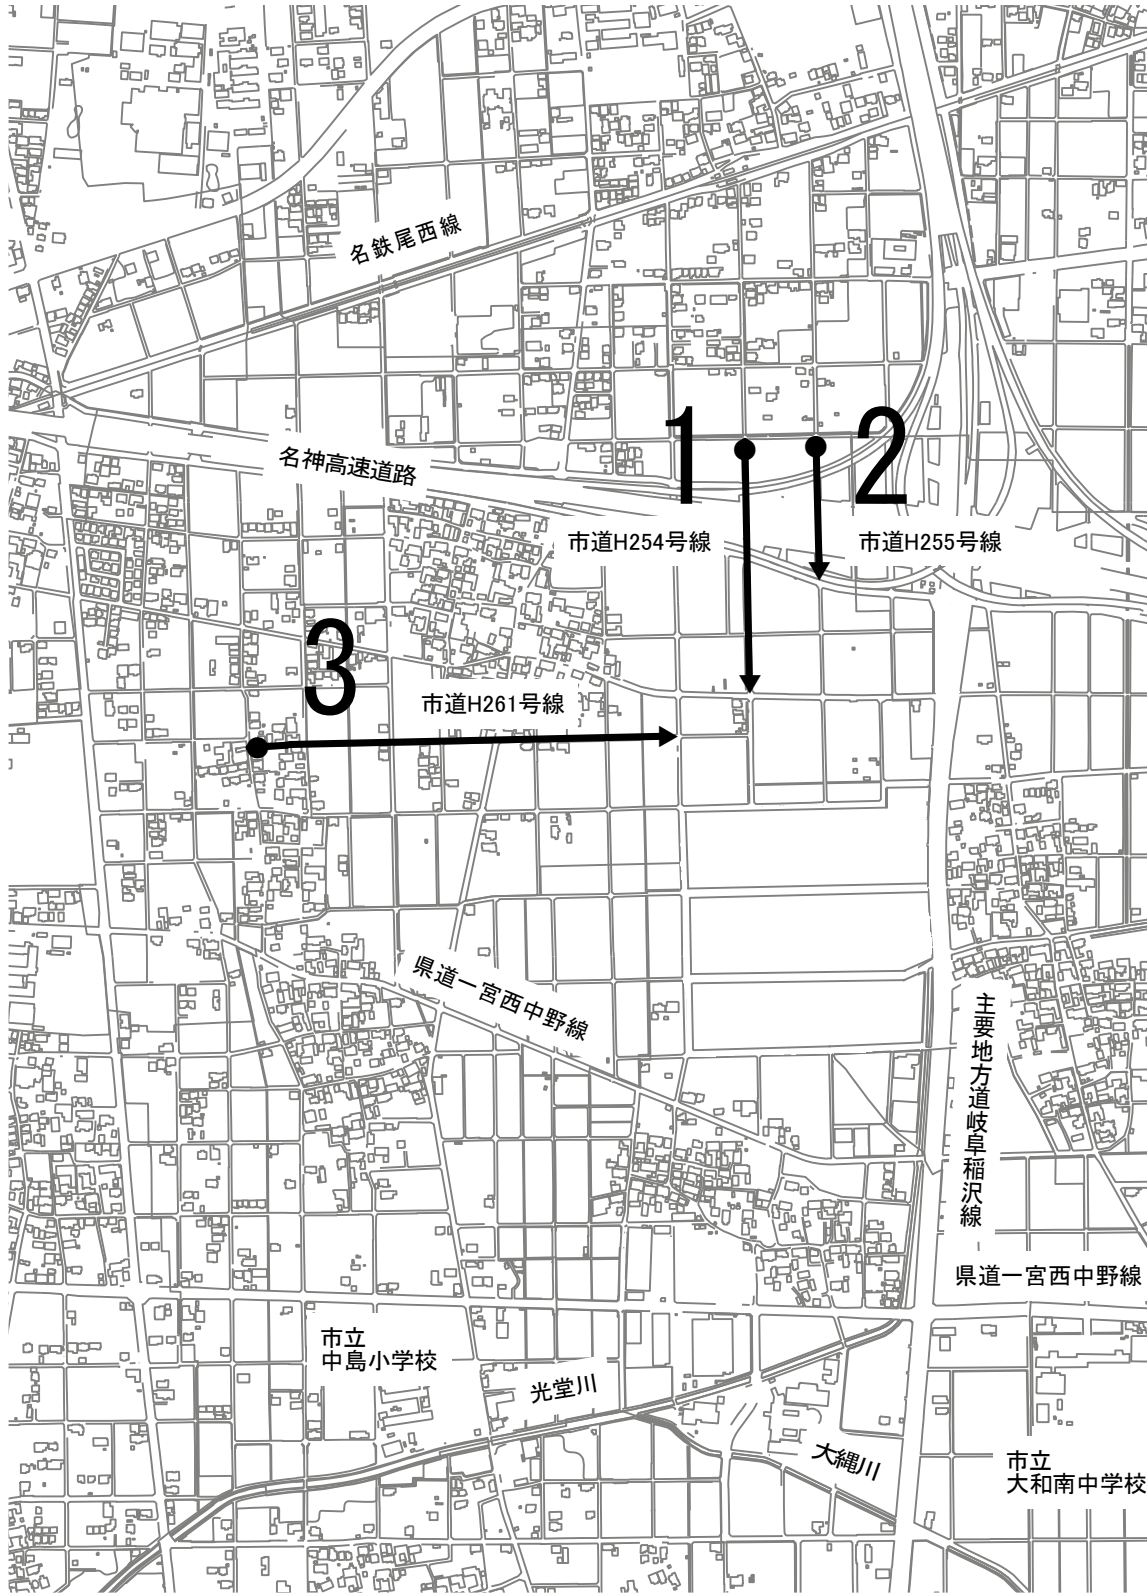 名鉄尾西線
1
2
名神高速道路
市道H254号線
市道H255号線
3
市道H261号線
県道一宮西中野線
主要地方道岐阜稲沢線
県道一宮西中野線
市立
中島小学校
光堂川
大縄川
市立
大和南中学校